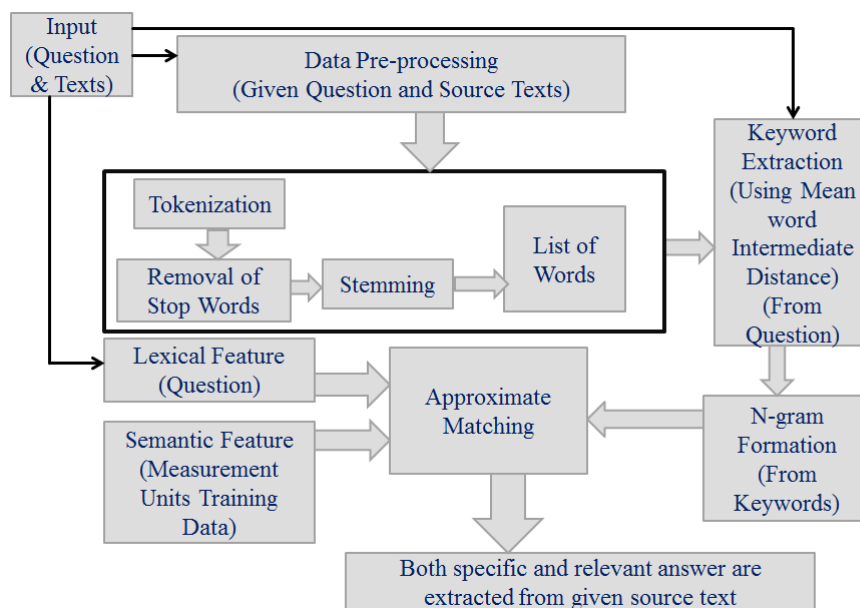 Input
(Question
& Texts)
Data Pre-processing
(Given Question and Source Texts)
Keyword
Extraction
(Using Mean
word
Intermediate
Distance)
(From
Question)
Tokenization
Removal of
Stop Words
Stemming
List of
Words
Lexical Feature
(Question)
Approximate
Matching
N-gram
Formation
(From
Keywords)
Semantic Feature
(Measurement
Units Training
Data)
Both specific and relevant answer are
extracted from given source text